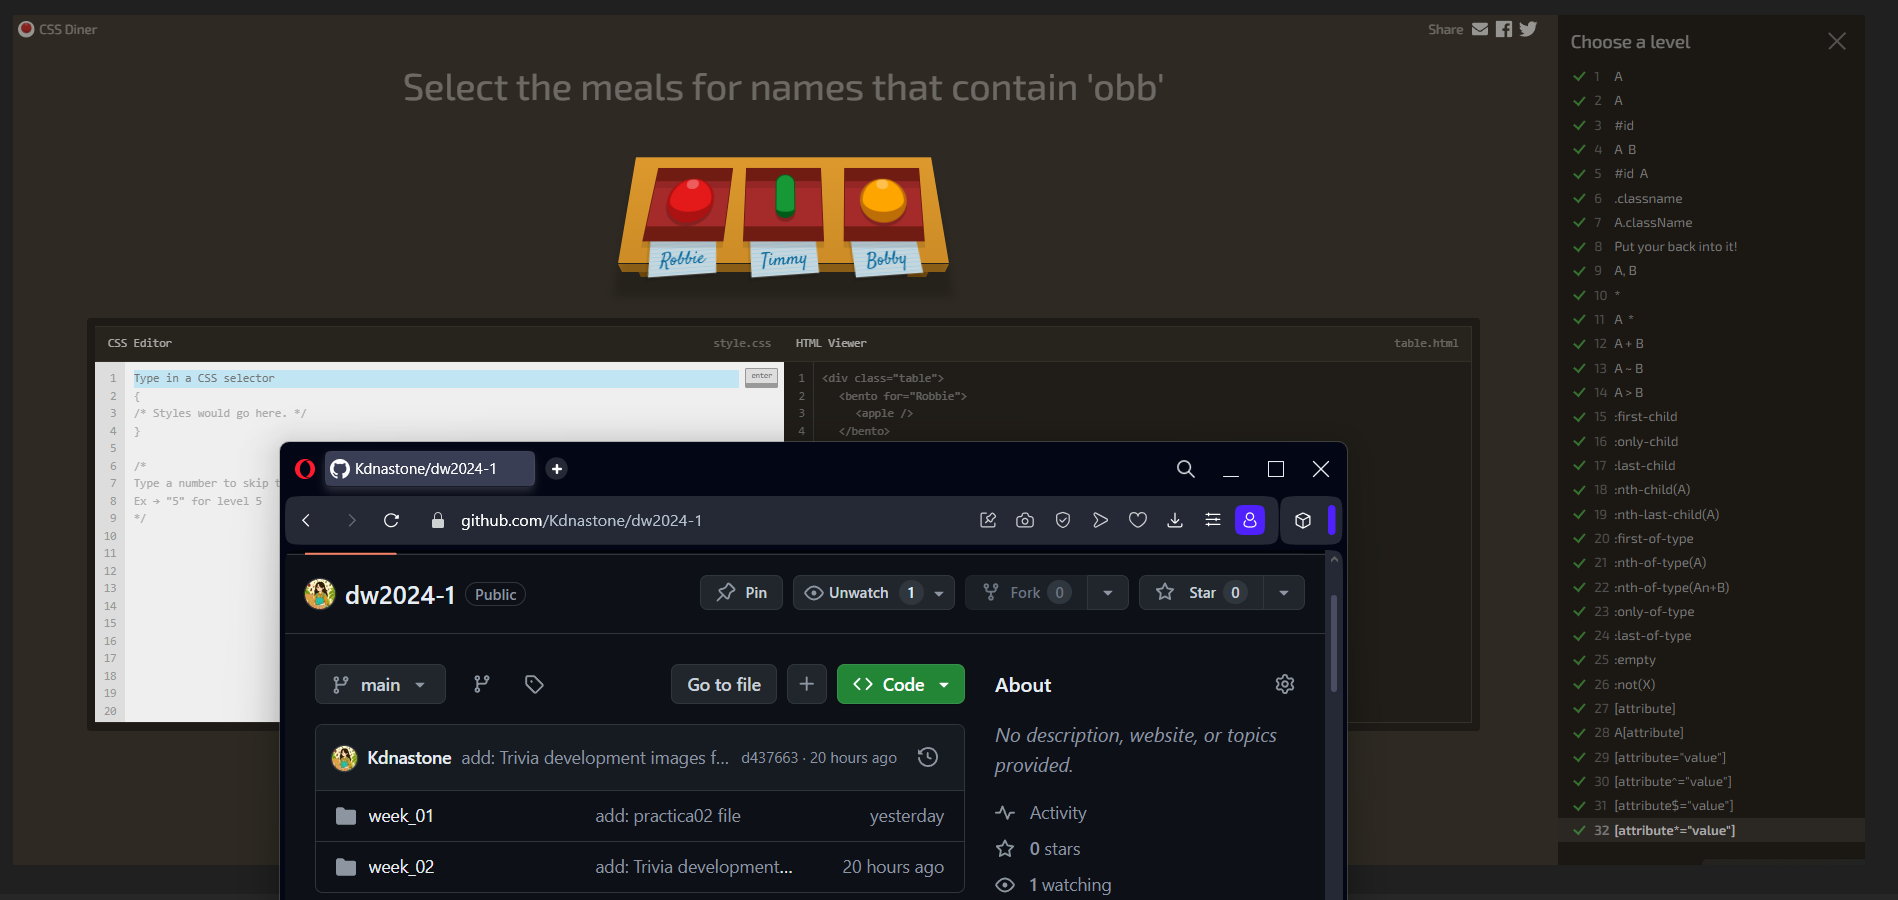 CSS Diner
Share
Select the meals for names that contain 'obb'
Robbie
Timmy
Bobby
CSS Editor
style.css
HTML Viewer
table.html
1 Type in a CSS selector
enter
2 {
3 /* Styles would go here. */
4 }
5
6 /*
7 Type a number to skip t
8 Ex → "5" for level 5
9 */
10
11
12
13
14
15
16
17
18
19
20
1 <div class="table">
2 <bento for="Robbie">
3 <apple />
4 </bento>
Kdnastone/dw2024-1
github.com/Kdnastone/dw2024-1
dw2024-1 Public
Pin
Unwatch 1
Fork 0
Star 0
main
Go to file
Code
Kdnastone add: Trivia development images f... d437663 · 20 hours ago
week_01 add: practica02 file yesterday
week_02 add: Trivia development... 20 hours ago
About
No description, website, or topics
provided.
Activity
0 stars
1 watching
Choose a level
1 A
2 A
3 #id
4 A B
5 #id A
6 .classname
7 A.className
8 Put your back into it!
9 A, B
10 *
11 A *
12 A + B
13 A ~ B
14 A > B
15 :first-child
16 :only-child
17 :last-child
18 :nth-child(A)
19 :nth-last-child(A)
20 :first-of-type
21 :nth-of-type(A)
22 :nth-of-type(An+B)
23 :only-of-type
24 :last-of-type
25 :empty
26 :not(X)
27 [attribute]
28 A[attribute]
29 [attribute="value"]
30 [attribute^="value"]
31 [attribute$="value"]
32 [attribute*="value"]